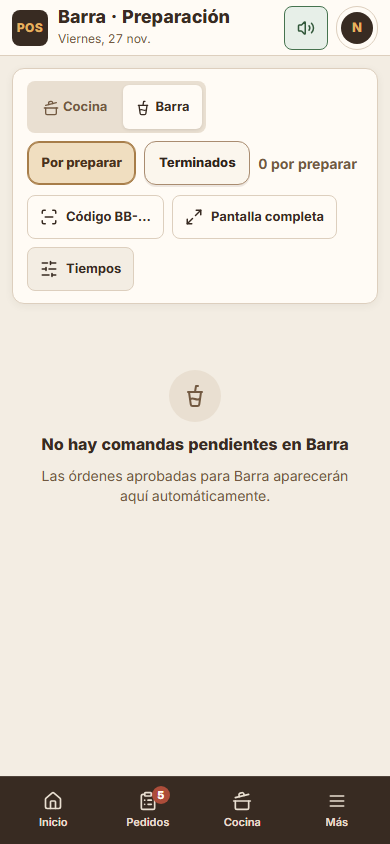 POS
Barra · Preparación
Viernes, 27 nov.
N
Cocina
Barra
Por preparar
Terminados
0 por preparar
Código BB-...
Pantalla completa
Tiempos
No hay comandas pendientes en Barra
Las órdenes aprobadas para Barra aparecerán
aquí automáticamente.
5
Inicio
Pedidos
Cocina
Más